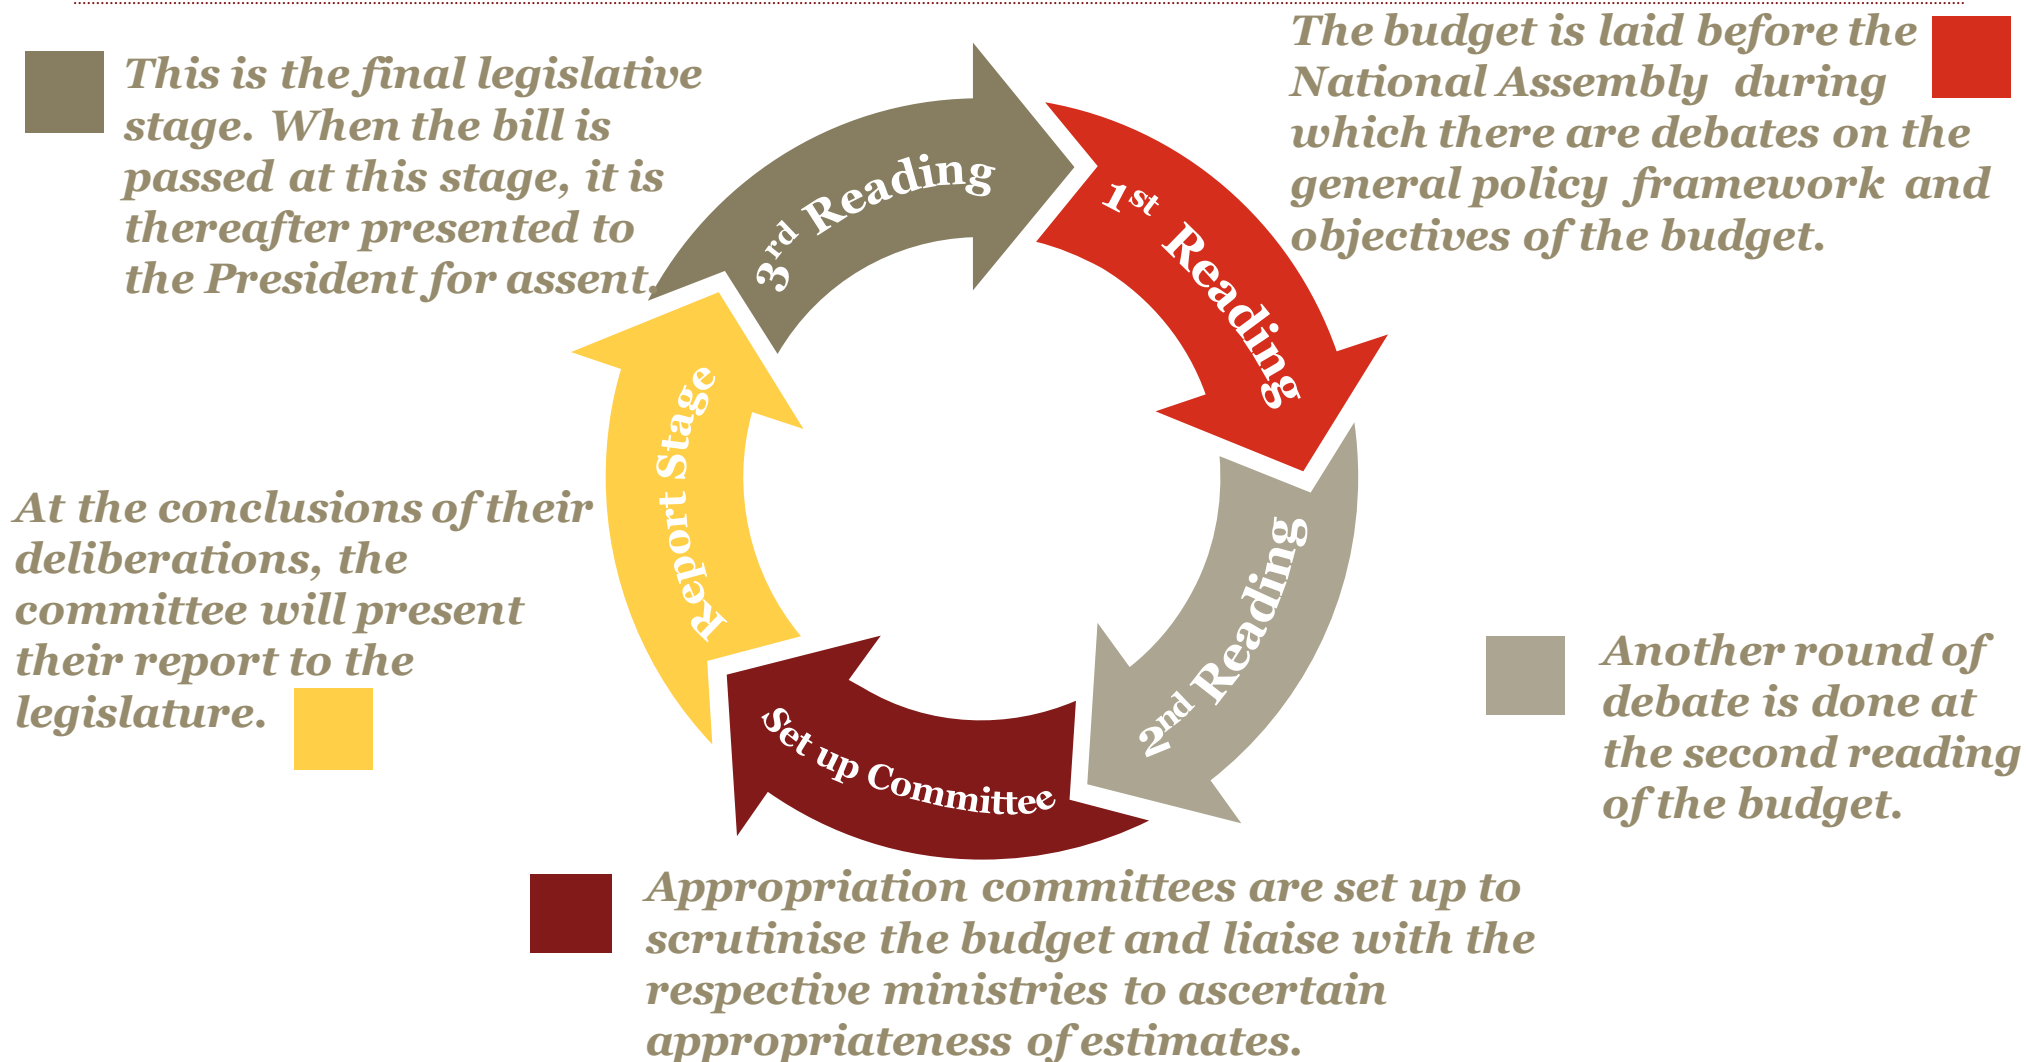 This is the final legislative
stage. When the bill is
passed at this stage, it is
thereafter presented to
the President for assent.
3rd Reading
1st Reading
The budget is laid before the
National Assembly during
which there are debates on the
general policy framework and
objectives of the budget.
Report Stage
At the conclusions of their
deliberations, the
committee will present
their report to the
legislature.
2nd Reading
Another round of
debate is done at
the second reading
of the budget.
Set up Committee
Appropriation committees are set up to
scrutinise the budget and liaise with the
respective ministries to ascertain
appropriateness of estimates.